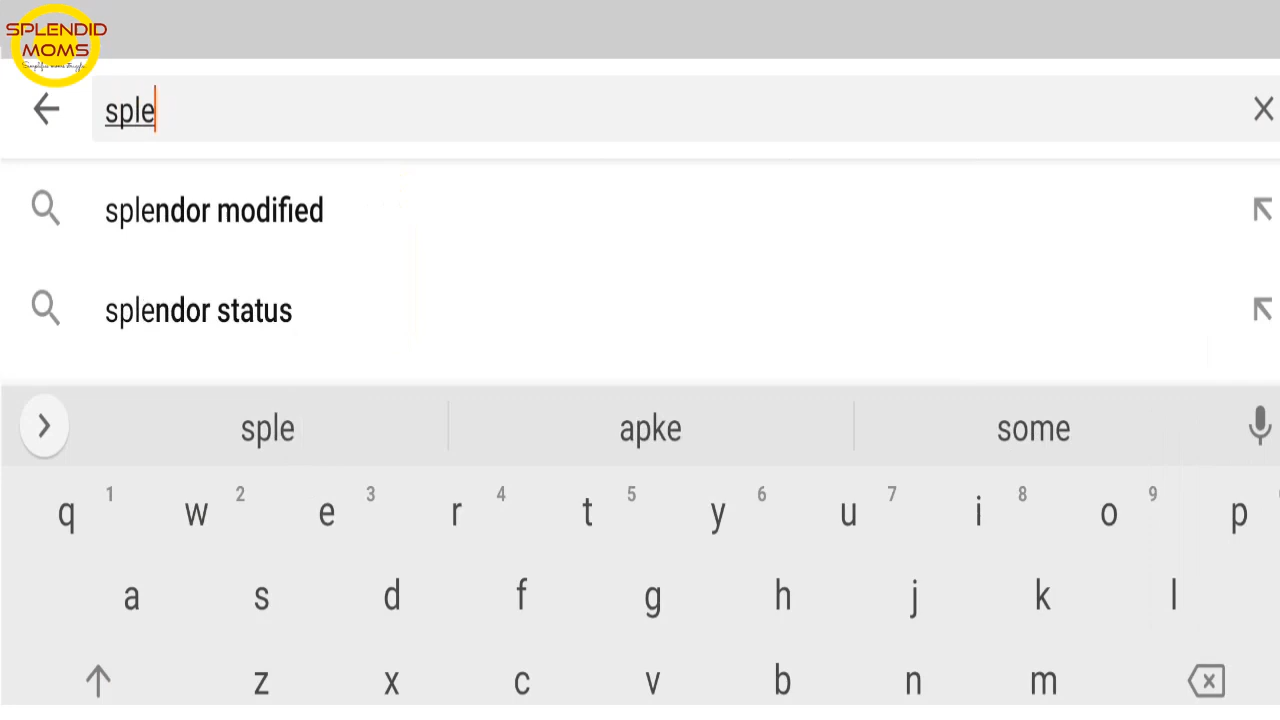 SPLENDID
MOMS
sple
splendor modified
splendor status
sple apke some
1 2 3 4 5 6 7 8 9
q w e r t y u i o p
a s d f g h j k l
z x c v b n m